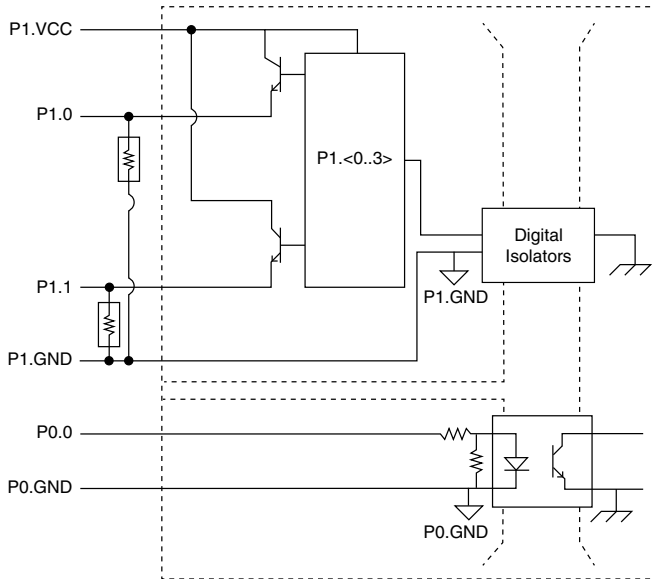 P1.VCC
P1.0
P1.<0..3>
Digital
Isolators
P1.1
P1.GND
P1.GND
P0.0
P0.GND
P0.GND